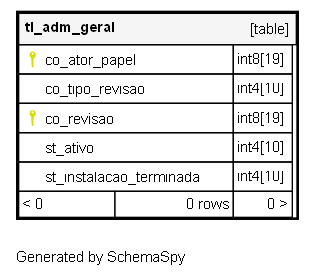 tl_adm_geral [table]
co_ator_papel int8[19]
co_tipo_revisao int4[10]
co_revisao int8[19]
st_ativo int4[10]
st_instalacao_terminada int4[10]
< 0 0 rows 0 >
Generated by SchemaSpy